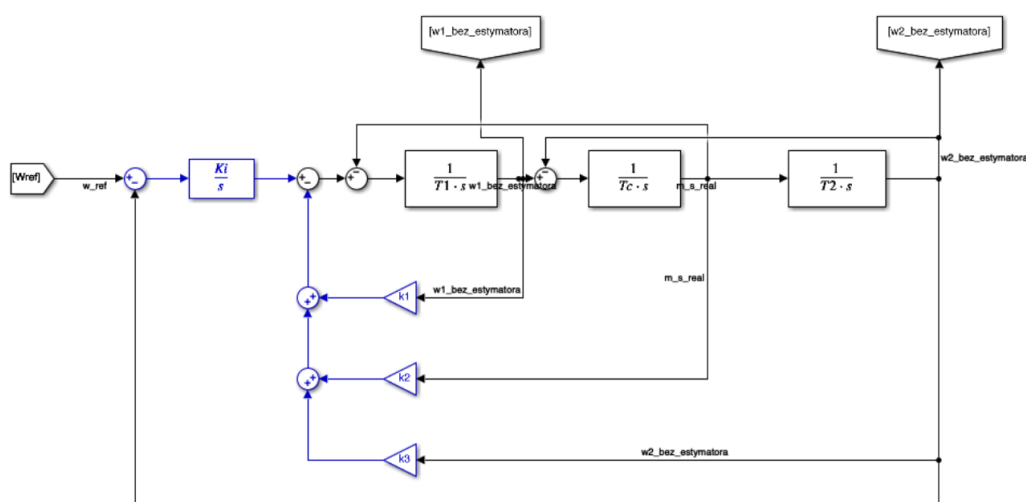 [w1_bez_estymatora]
[w2_bez_estymatora]
[Wref]
w_ref
+
−
Ki
s
+
−
+
−
1
T1 · s
w1_bez_estymatora
+
−
1
Tc · s
m_s_real
1
T2 · s
w2_bez_estymatora
m_s_real
w1_bez_estymatora
k1
+
+
k2
+
+
w2_bez_estymatora
k3